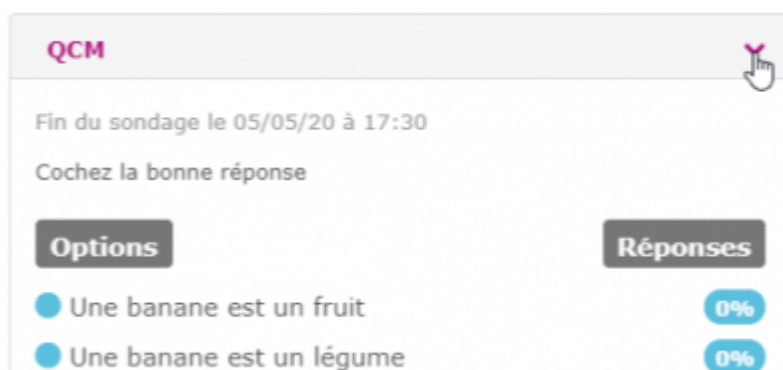 QCM
Fin du sondage le 05/05/20 à 17:30
Cochez la bonne réponse
Options Réponses
Une banane est un fruit 0%
Une banane est un légume 0%